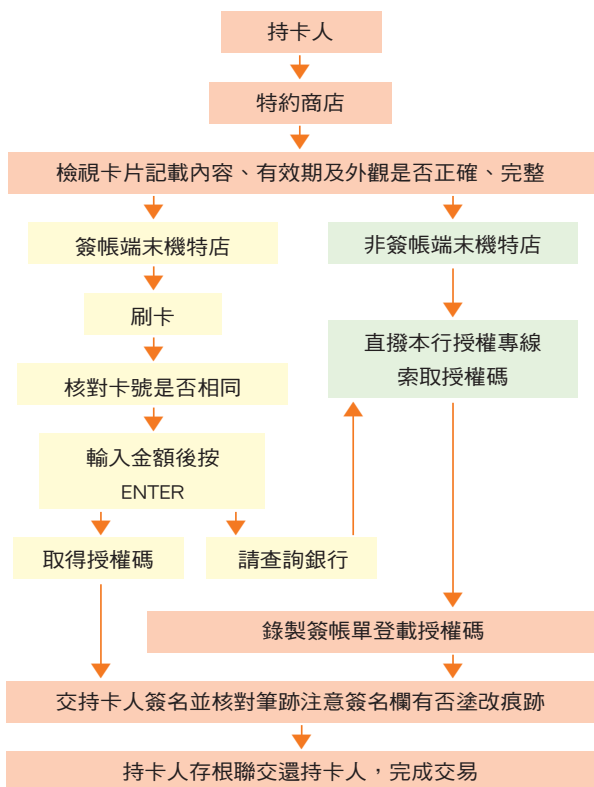 持卡人
特約商店
檢視卡片記載內容、有效期及外觀是否正確、完整
簽帳端末機特店
非簽帳端末機特店
刷卡
直撥本行授權專線
索取授權碼
核對卡號是否相同
輸入金額後按
ENTER
取得授權碼
請查詢銀行
錄製簽帳單登載授權碼
交持卡人簽名並核對筆跡注意簽名欄有否塗改痕跡
持卡人存根聯交還持卡人，完成交易